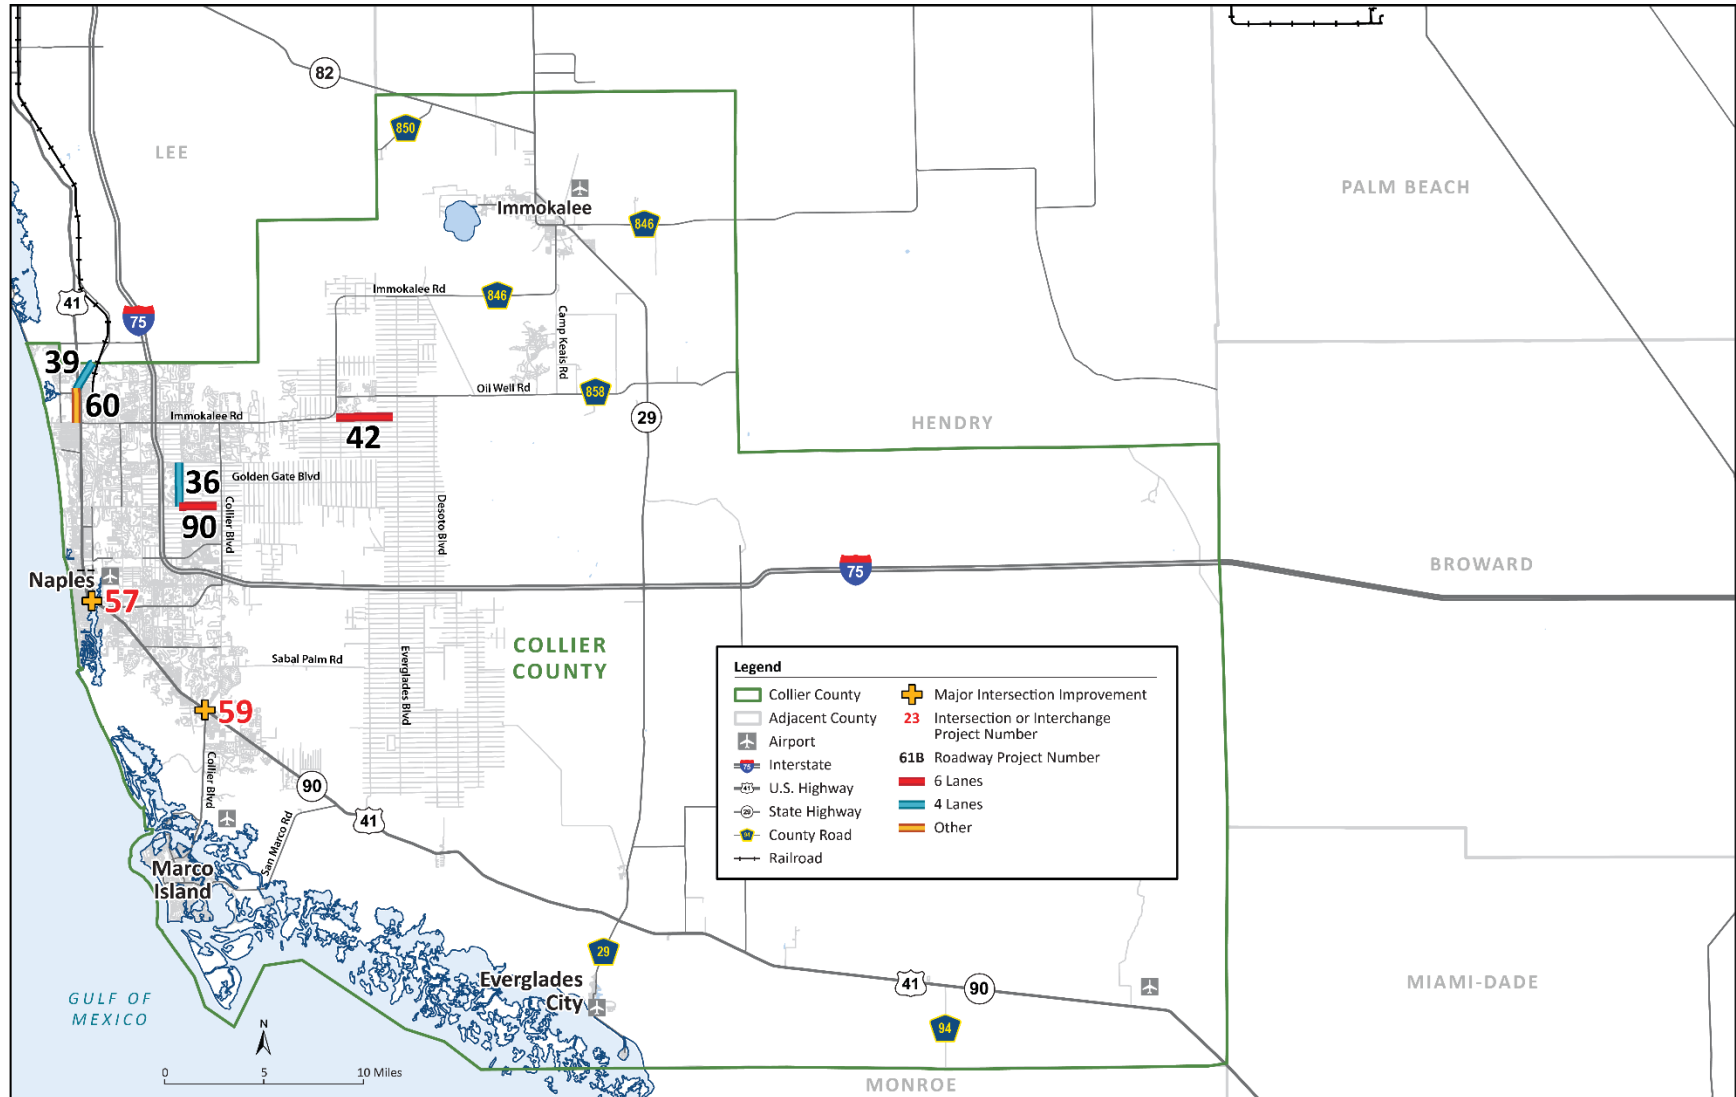 82
850
LEE
PALM BEACH
Immokalee
846
41
Immokalee Rd
846
75
Camp Keais Rd
39
Oil Well Rd
858
60
Immokalee Rd
42
29
HENDRY
36
Golden Gate Blvd
90
Collier Blvd
Desoto Blvd
75
BROWARD
Naples
57
COLLIER
COUNTY
Sabal Palm Rd
Everglades Blvd
59
Collier Blvd
90
41
San Marco Rd
Marco
Island
Legend
Collier County
Adjacent County
Airport
75
Interstate
41
U.S. Highway
29
State Highway
94
County Road
Railroad
Major Intersection Improvement
23
Intersection or Interchange
Project Number
61B
Roadway Project Number
6 Lanes
4 Lanes
Other
29
Everglades
City
41
90
94
MIAMI-DADE
GULF OF
MEXICO
N
0
5
10 Miles
MONROE